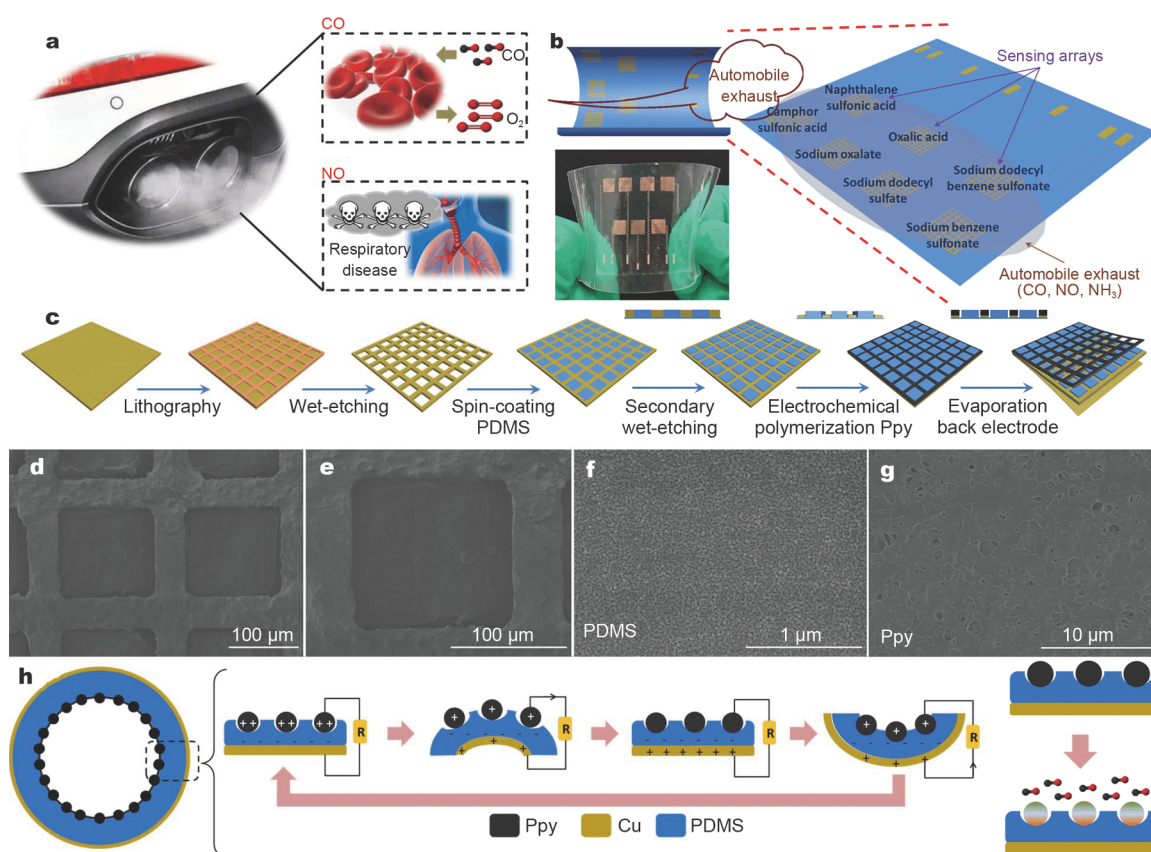 a
CO
CO
O2
NO
Respiratory
disease
b
Automobile
exhaust
Sensing arrays
Naphthalene
sulfonic acid
Camphor
sulfonic acid
Oxalic acid
Sodium oxalate
Sodium dodecyl
benzene sulfonate
Sodium dodecyl
sulfate
Sodium benzene
sulfonate
Automobile exhaust
(CO, NO, NH3)
c
Lithography
Wet-etching
Spin-coating
PDMS
Secondary
wet-etching
Electrochemical
polymerization Ppy
Evaporation
back electrode
d
100 μm
e
100 μm
f
PDMS
1 μm
g
Ppy
10 μm
h
++ ++ ++
- - - - - -
R
+ + +
- - - - - -
+ + +
R
- - - - - -
+ + + + + +
R
+ + +
- - - - - -
+ + +
R
Ppy Cu PDMS